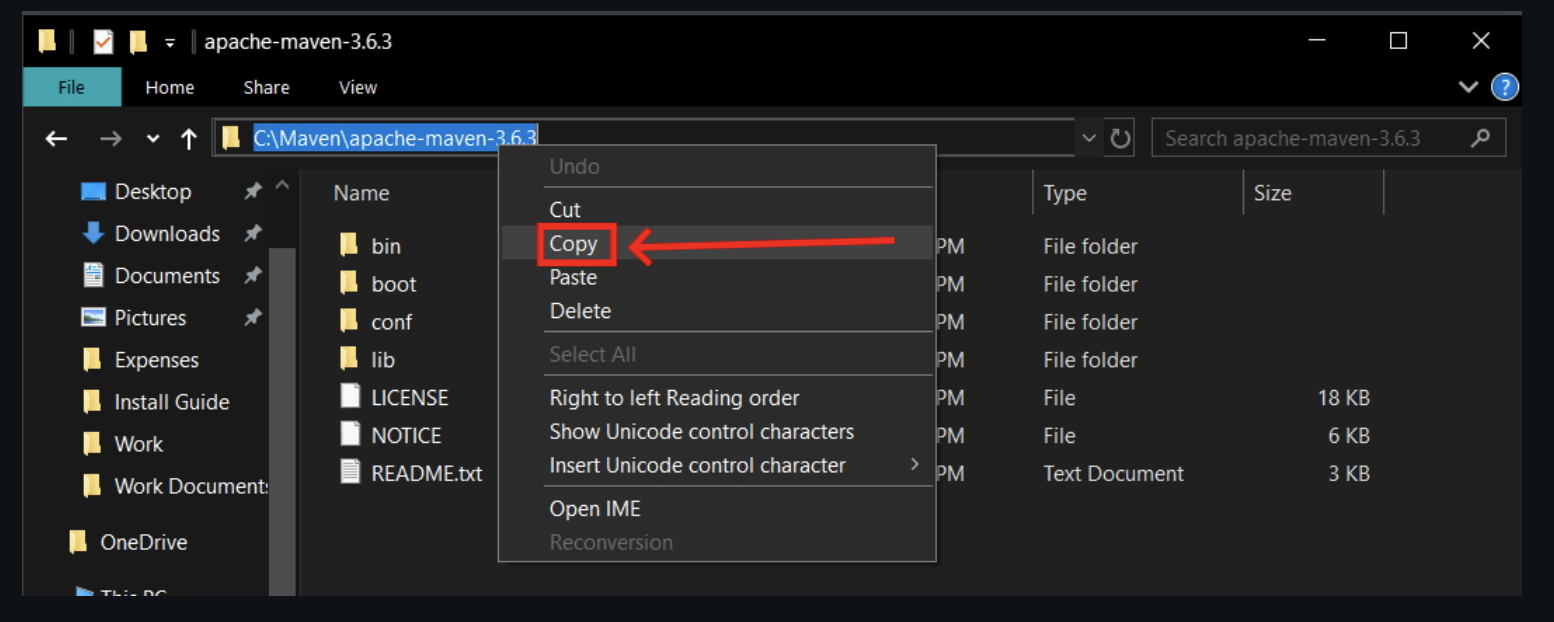 apache-maven-3.6.3
File Home Share View
C:\Maven\apache-maven-3.6.3 Search apache-maven-3.6.3
Desktop
Downloads
Documents
Pictures
Expenses
Install Guide
Work
Work Document
OneDrive
This PC
Name Type Size
bin PM File folder
boot PM File folder
conf PM File folder
lib PM File folder
LICENSE PM File 18 KB
NOTICE PM File 6 KB
README.txt PM Text Document 3 KB
Undo
Cut
Copy
Paste
Delete
Select All
Right to left Reading order
Show Unicode control characters
Insert Unicode control character
Open IME
Reconversion